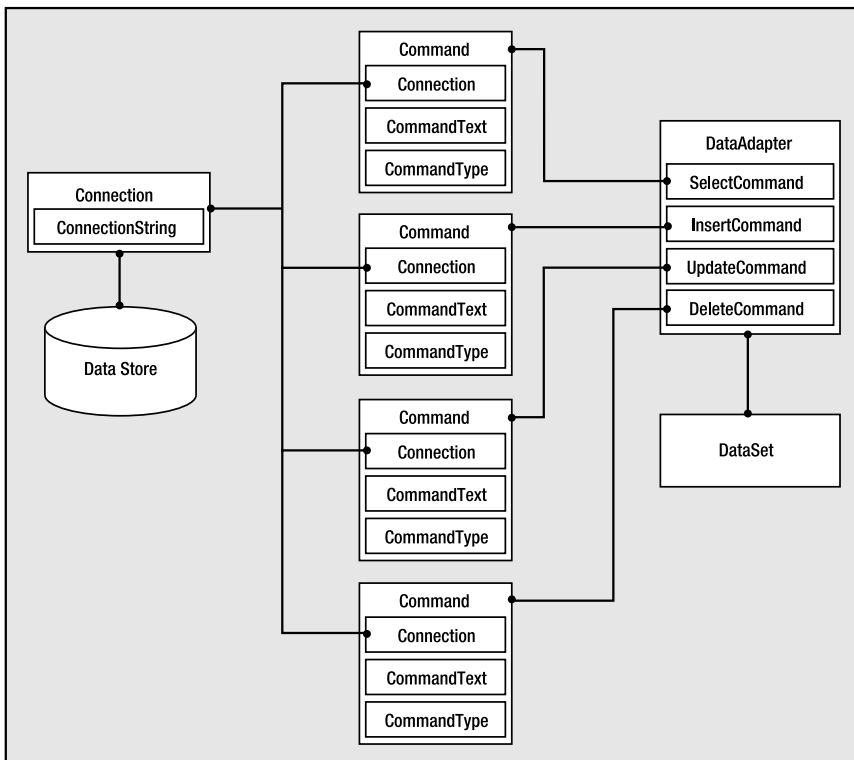 Connection
ConnectionString
Data Store
Command
Connection
CommandText
CommandType
Command
Connection
CommandText
CommandType
Command
Connection
CommandText
CommandType
Command
Connection
CommandText
CommandType
DataAdapter
SelectCommand
InsertCommand
UpdateCommand
DeleteCommand
DataSet